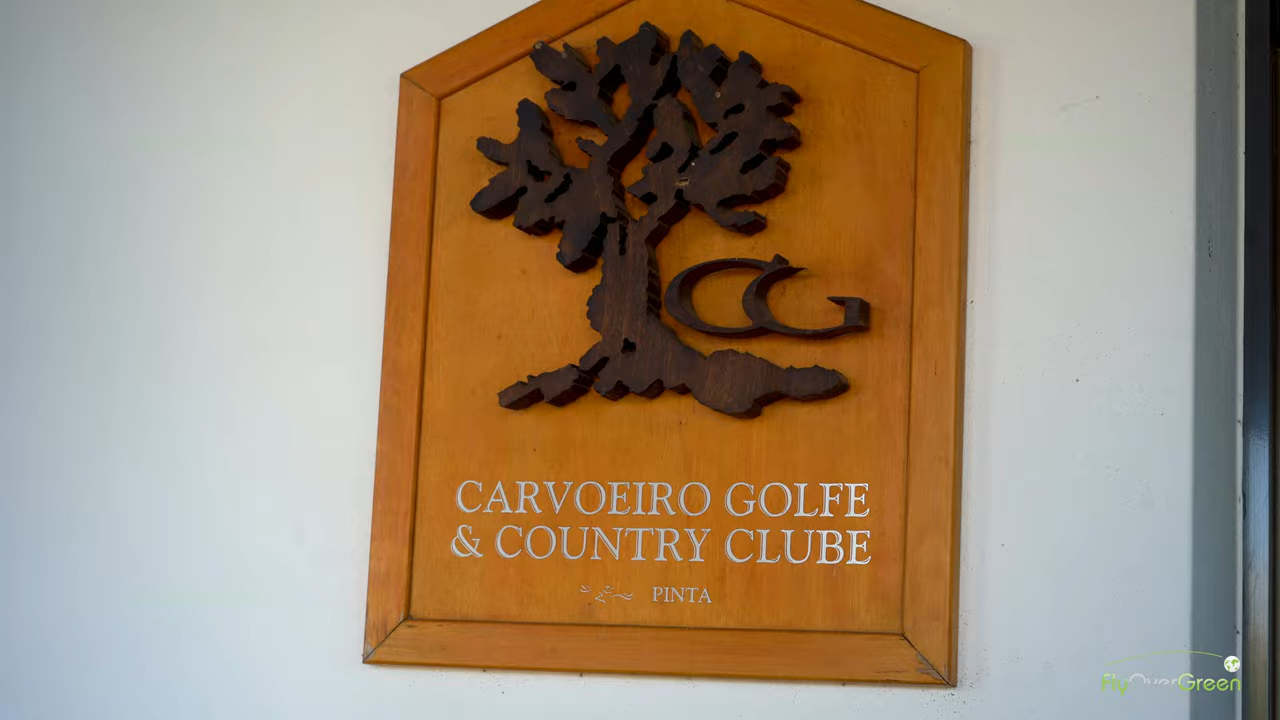 CG
CARVOEIRO GOLFE
& COUNTRY CLUBE
PINTA
FlyOverGreen